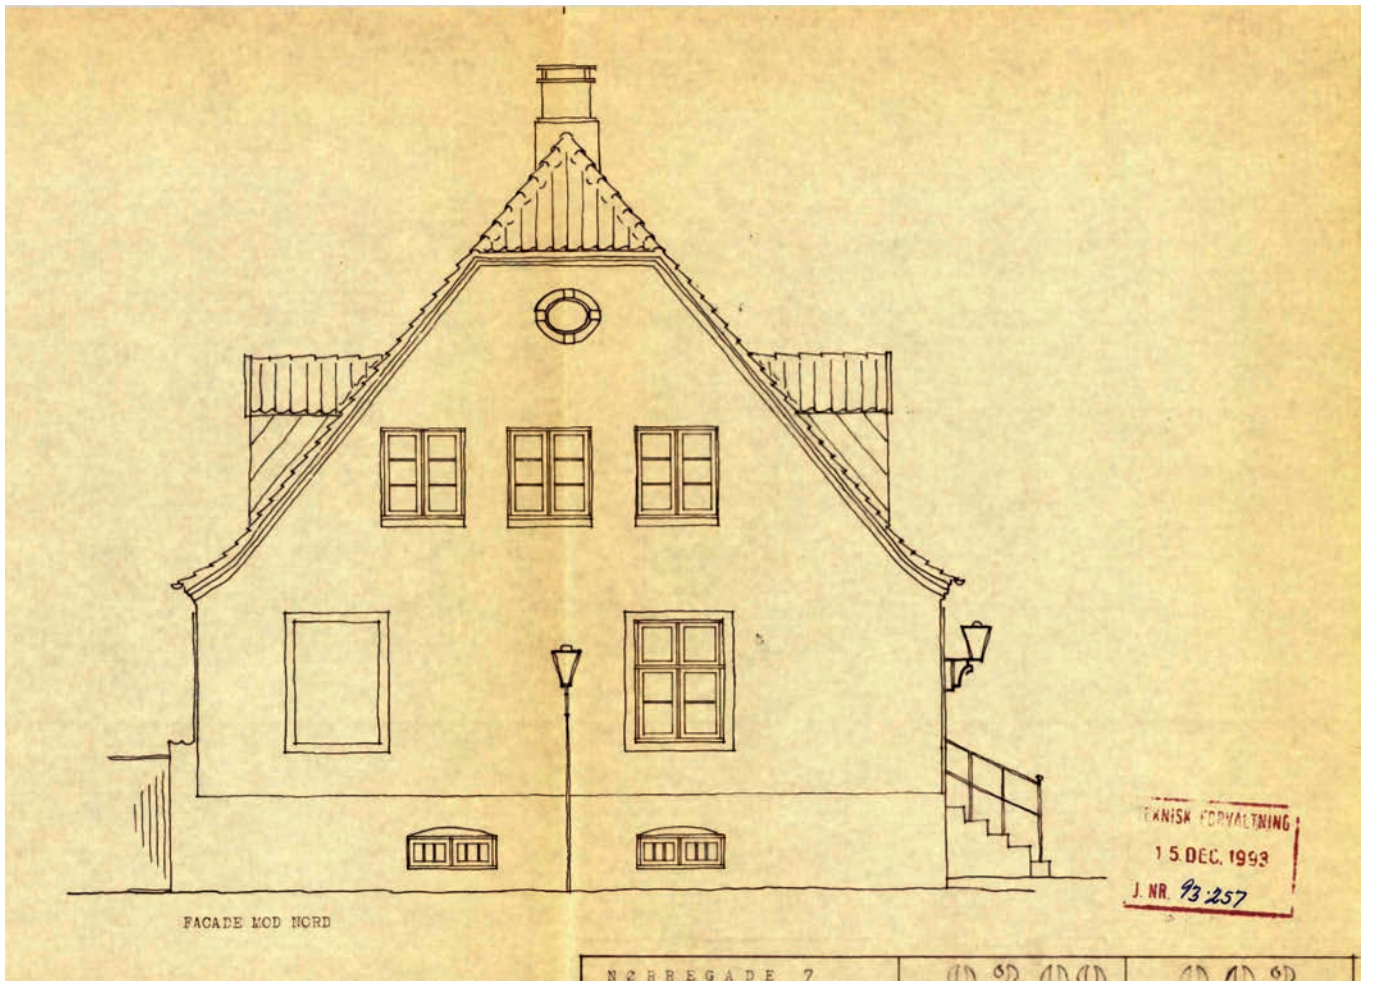 TEKNISK FORVALTNING
15. DEC. 1993
J. NR. 93-257
FACADE MOD NORD
NØRREGADE 7